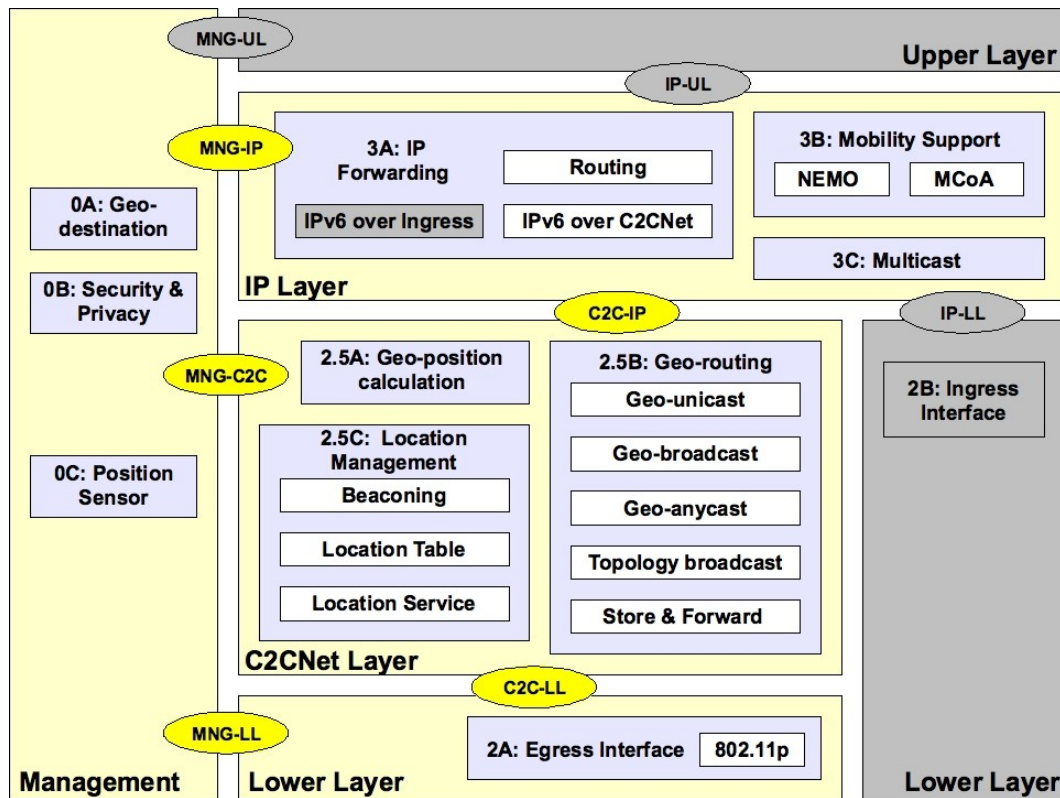 MNG-UL
Upper Layer
IP-UL
MNG-IP
3A: IP
Forwarding
Routing
IPv6 over Ingress
IPv6 over C2CNet
3B: Mobility Support
NEMO
MCoA
3C: Multicast
IP Layer
0A: Geo-
destination
0B: Security &
Privacy
0C: Position
Sensor
C2C-IP
IP-LL
MNG-C2C
2.5A: Geo-position
calculation
2.5C:  Location
Management
Beaconing
Location Table
Location Service
2.5B: Geo-routing
Geo-unicast
Geo-broadcast
Geo-anycast
Topology broadcast
Store & Forward
C2CNet Layer
2B: Ingress
Interface
C2C-LL
MNG-LL
2A: Egress Interface
802.11p
Management
Lower Layer
Lower Layer